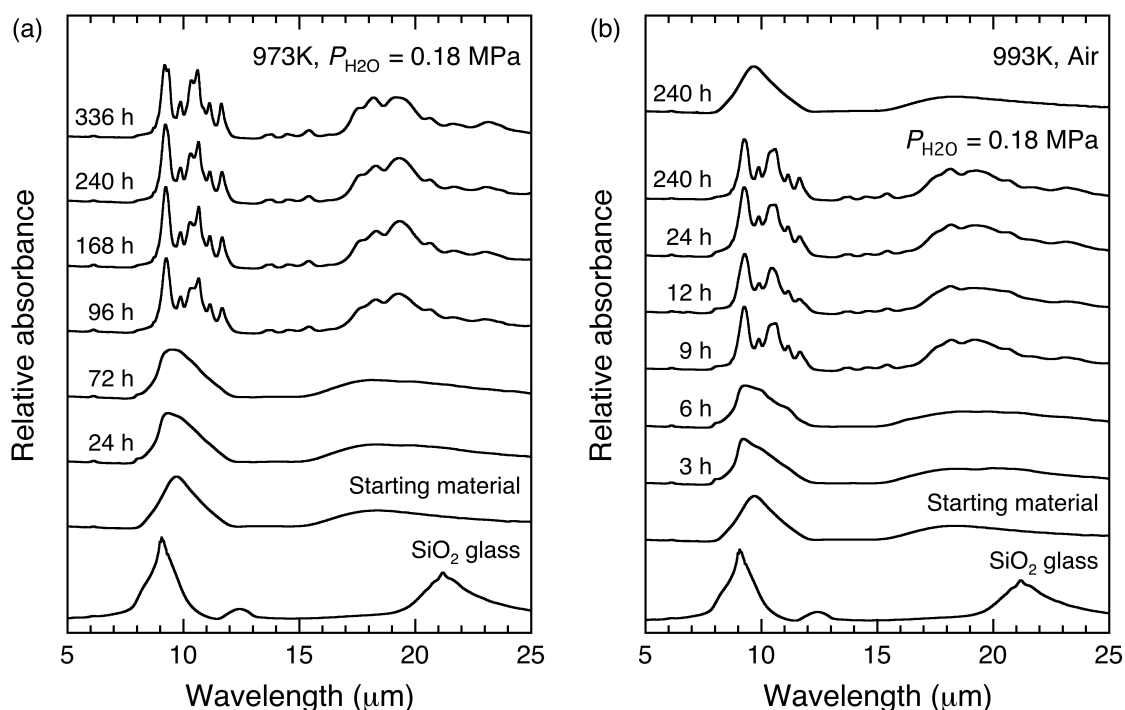 (a)
973K, P_H2O = 0.18 MPa
336 h
240 h
168 h
96 h
72 h
24 h
Starting material
SiO₂ glass
5 10 15 20 25
Wavelength (μm)
Relative absorbance
(b)
993K, Air
240 h
P_H2O = 0.18 MPa
240 h
24 h
12 h
9 h
6 h
3 h
Starting material
SiO₂ glass
5 10 15 20 25
Wavelength (μm)
Relative absorbance